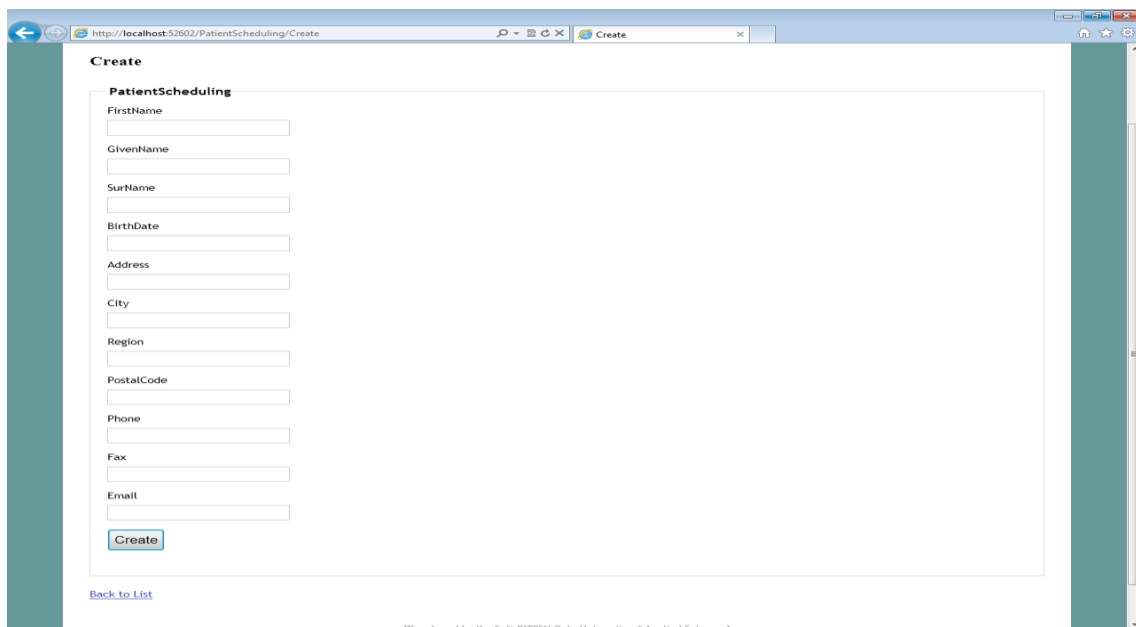 http://localhost:52602/PatientScheduling/Create
Create
Create
PatientScheduling
FirstName
GivenName
SurName
BirthDate
Address
City
Region
PostalCode
Phone
Fax
Email
Create
Back to List